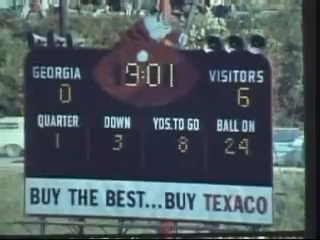 9:01
GEORGIA VISITORS
0 6
QUARTER DOWN YDS.TO GO BALL ON
1 3 8 24
BUY THE BEST...BUY TEXACO